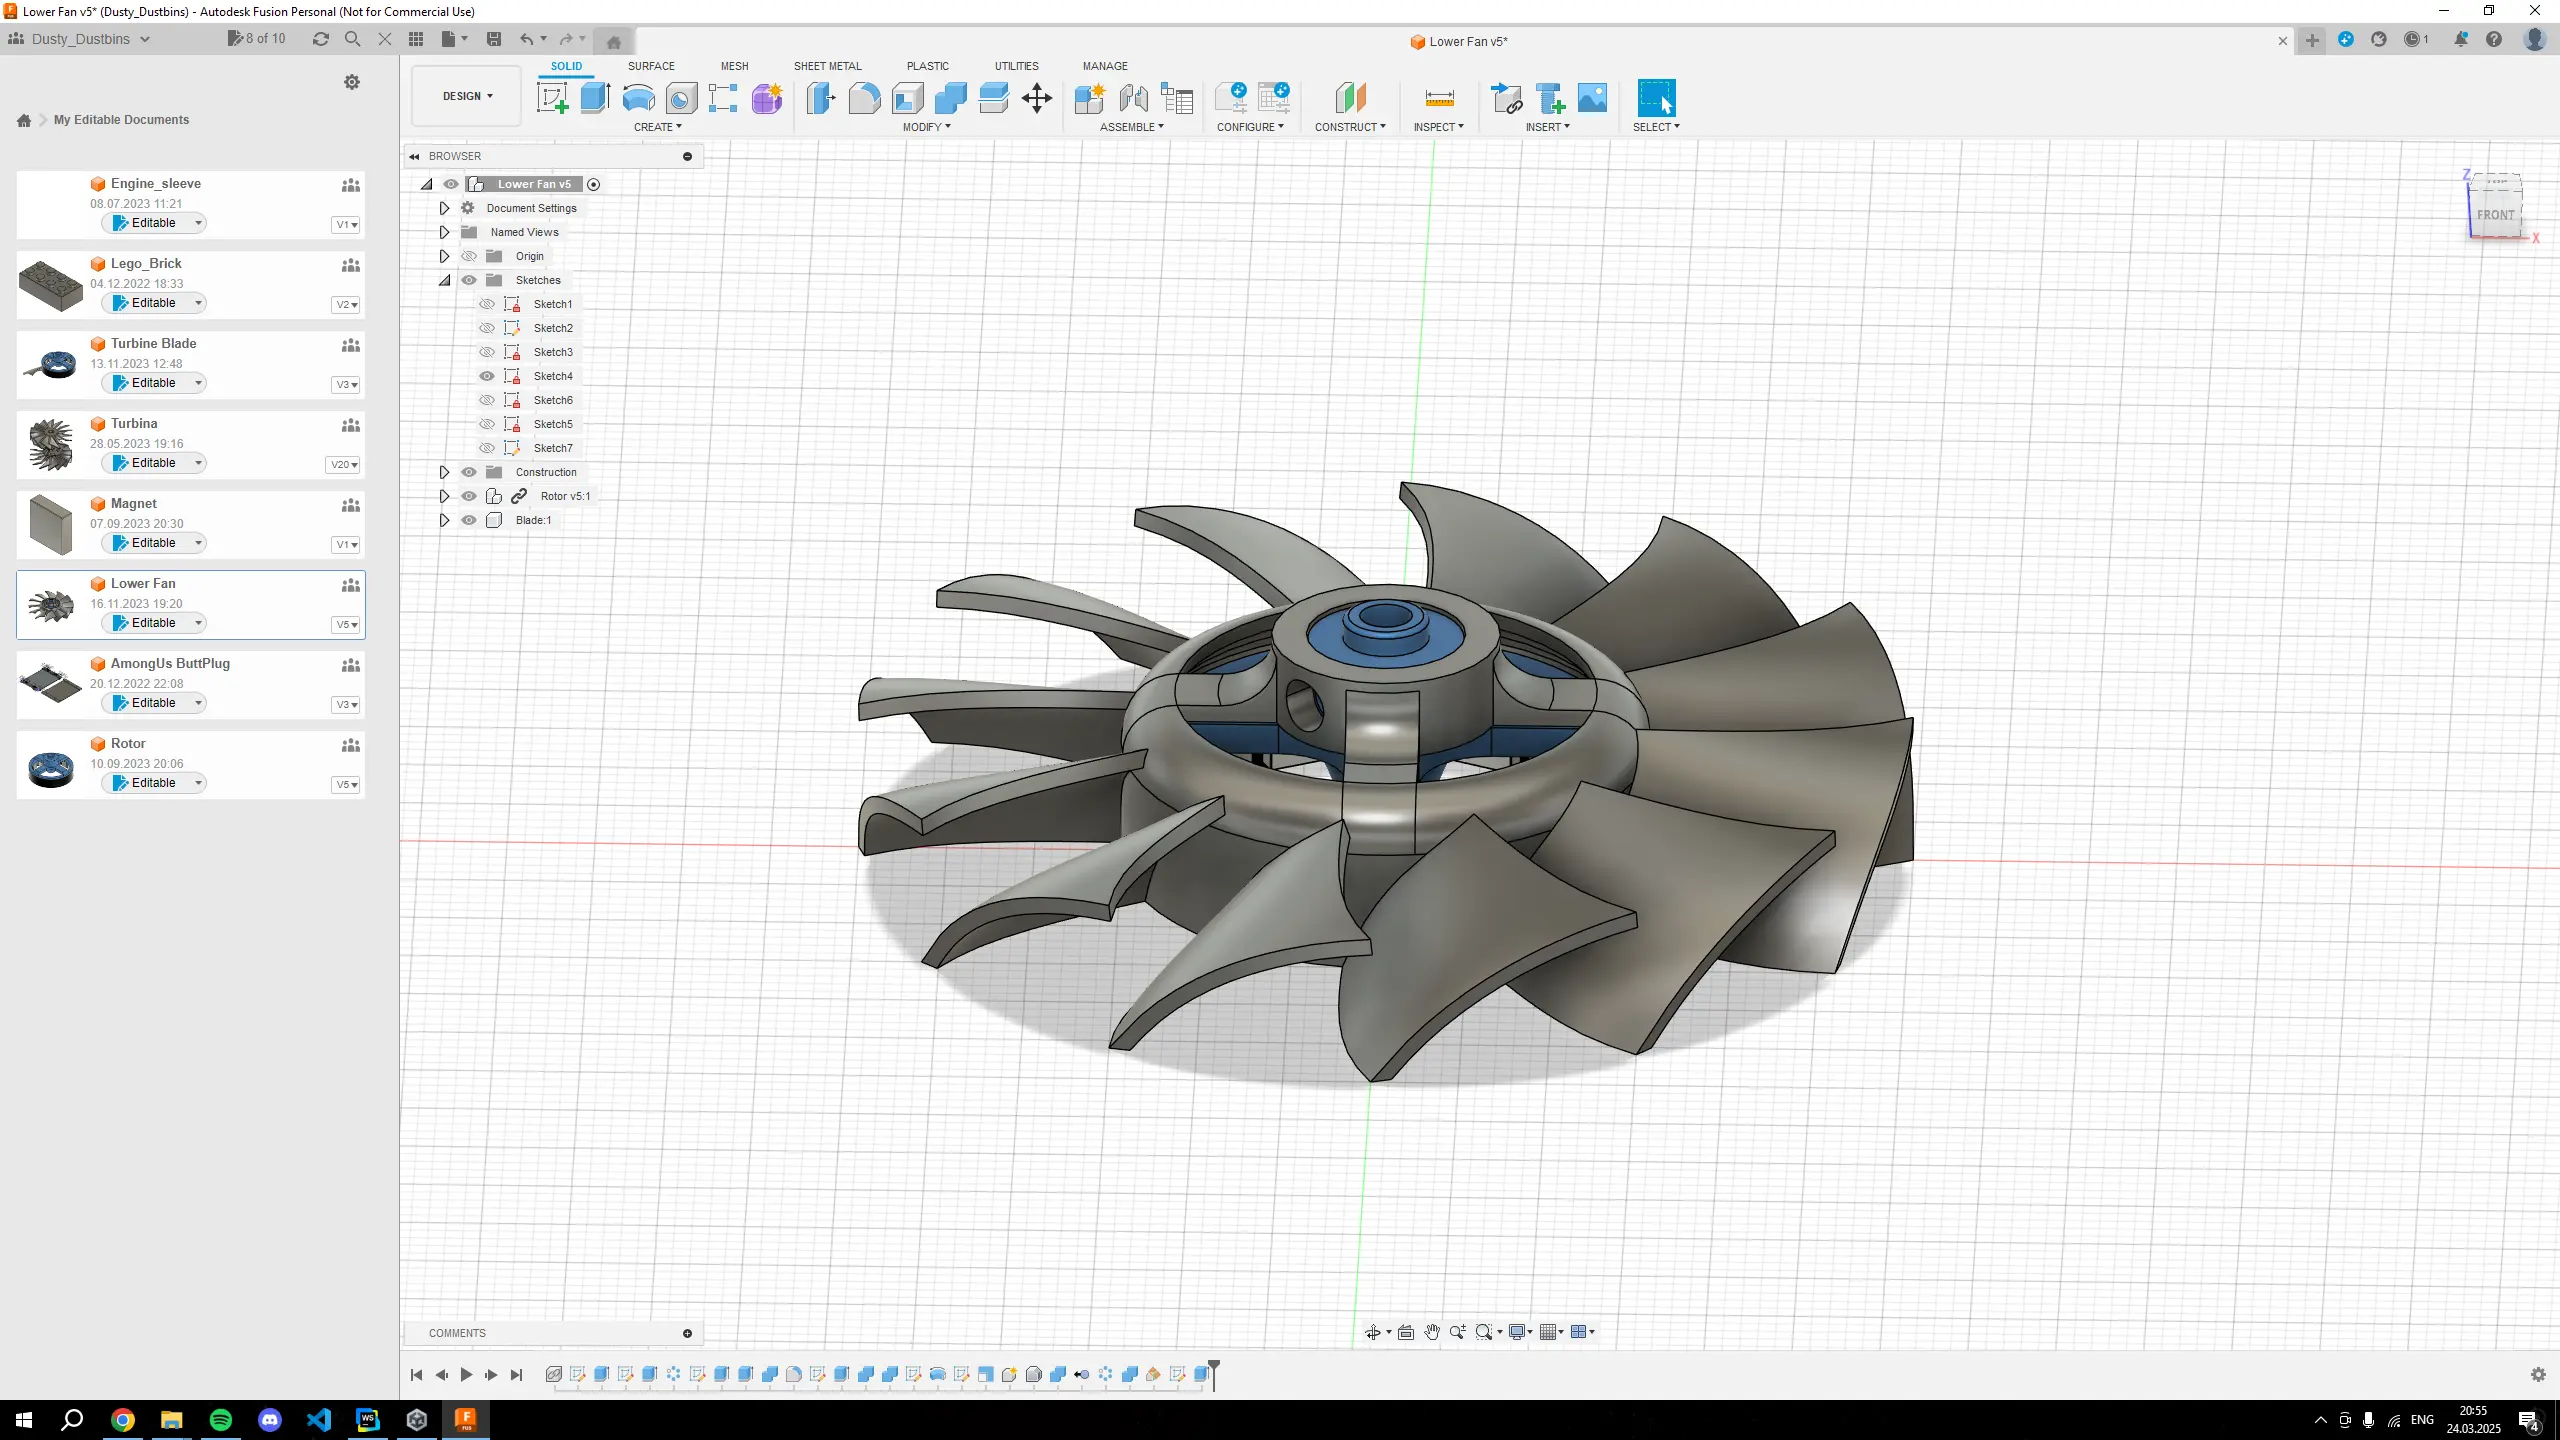 Lower Fan v5* (Dusty_Dustbins) - Autodesk Fusion Personal (Not for Commercial Use)
Dusty_Dustbins
8 of 10
Lower Fan v5*
1
My Editable Documents
Engine_sleeve
08.07.2023 11:21
Editable
V1
Lego_Brick
04.12.2022 18:33
Editable
V2
Turbine Blade
13.11.2023 12:48
Editable
V3
Turbina
28.05.2023 19:16
Editable
V20
Magnet
07.09.2023 20:30
Editable
V1
Lower Fan
16.11.2023 19:20
Editable
V5
AmongUs ButtPlug
20.12.2022 22:08
Editable
V3
Rotor
10.09.2023 20:06
Editable
V5
DESIGN
SOLID SURFACE MESH SHEET METAL PLASTIC UTILITIES MANAGE
CREATE MODIFY ASSEMBLE CONFIGURE CONSTRUCT INSPECT INSERT SELECT
BROWSER
Lower Fan v5
Document Settings
Named Views
Origin
Sketches
Sketch1
Sketch2
Sketch3
Sketch4
Sketch6
Sketch5
Sketch7
Construction
Rotor v5:1
Blade:1
Z
FRONT
X
COMMENTS
WS
F
FUS
ENG
20:55
24.03.2025
4